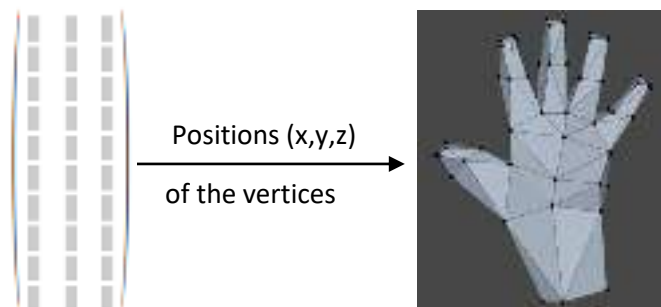 Positions (x,y,z)
of the vertices